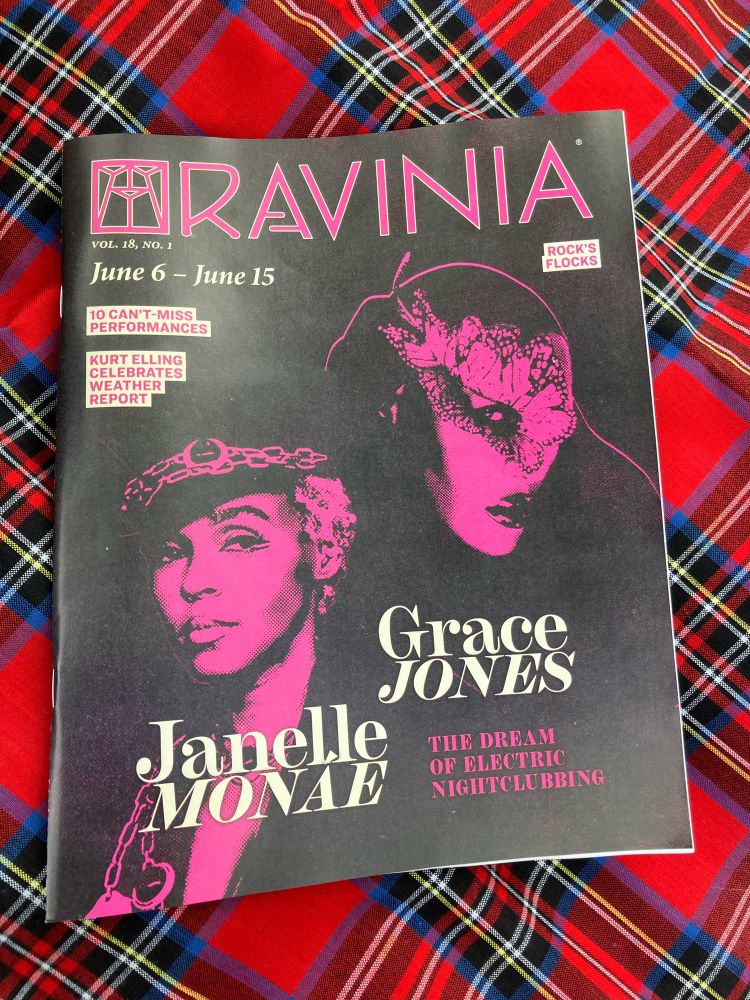 RAVINIA®
VOL. 18, NO. 1
June 6 – June 15
ROCK'S
FLOCKS
10 CAN'T-MISS
PERFORMANCES
KURT ELLING
CELEBRATES
WEATHER
REPORT
Grace
JONES
Janelle
MONÁE
THE DREAM
OF ELECTRIC
NIGHTCLUBBING